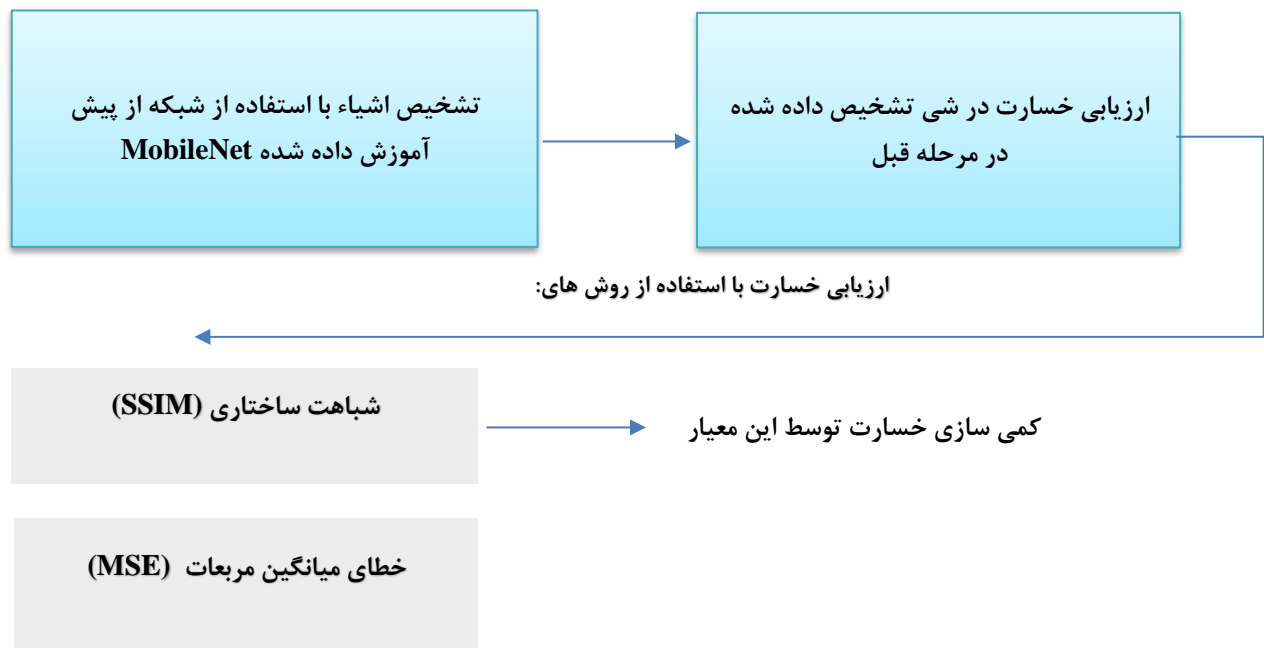 تشخیص اشیاء با استفاده از شبکه از پیش
آموزش داده شده MobileNet
ارزیابی خسارت در شی تشخیص داده شده
در مرحله قبل
ارزیابی خسارت با استفاده از روش های:
شباهت ساختاری (SSIM)
کمی سازی خسارت توسط این معیار
خطای میانگین مربعات (MSE)